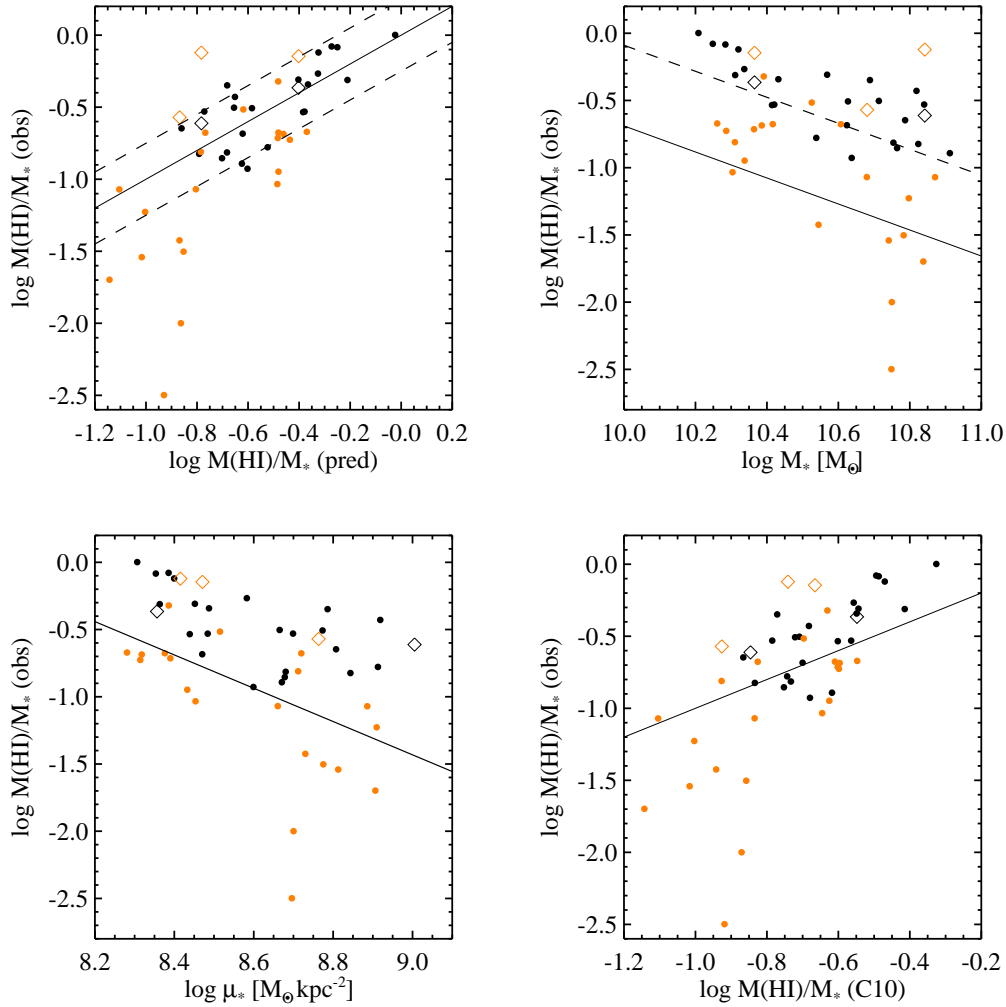 0.0
-0.5
-1.0
-1.5
-2.0
-2.5
log M(HI)/M* (obs)
-1.2 -1.0 -0.8 -0.6 -0.4 -0.2 -0.0 0.2
log M(HI)/M* (pred)
0.0
-0.5
-1.0
-1.5
-2.0
-2.5
log M(HI)/M* (obs)
10.0 10.2 10.4 10.6 10.8 11.0
log M* [M⊙]
0.0
-0.5
-1.0
-1.5
-2.0
-2.5
log M(HI)/M* (obs)
8.2 8.4 8.6 8.8 9.0
log μ* [M⊙kpc-2]
0.0
-0.5
-1.0
-1.5
-2.0
-2.5
log M(HI)/M* (obs)
-1.2 -1.0 -0.8 -0.6 -0.4 -0.2
log M(HI)/M* (C10)